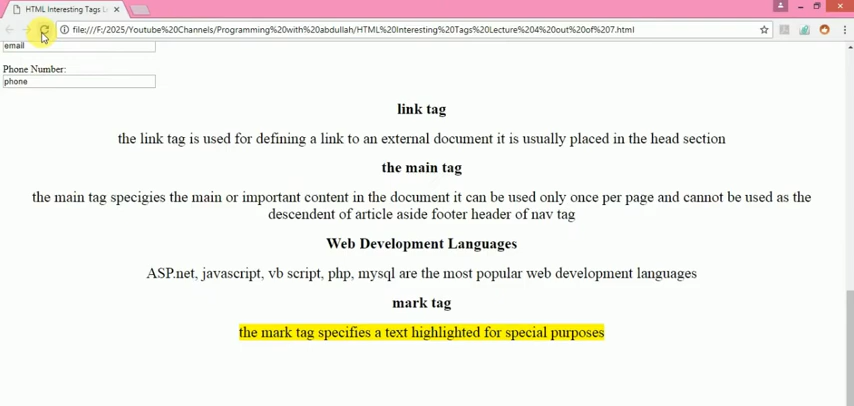 HTML Interesting Tags L
file:///F:/2025/Youtube%20Channels/Programming%20with%20abdullah/HTML%20Interesting%20Tags%20Lecture%204%20out%20of%207.html
email
Phone Number:
phone
link tag
the link tag is used for defining a link to an external document it is usually placed in the head section
the main tag
the main tag specigies the main or important content in the document it can be used only once per page and cannot be used as the
descendent of article aside footer header of nav tag
Web Development Languages
ASP.net, javascript, vb script, php, mysql are the most popular web development languages
mark tag
the mark tag specifies a text highlighted for special purposes